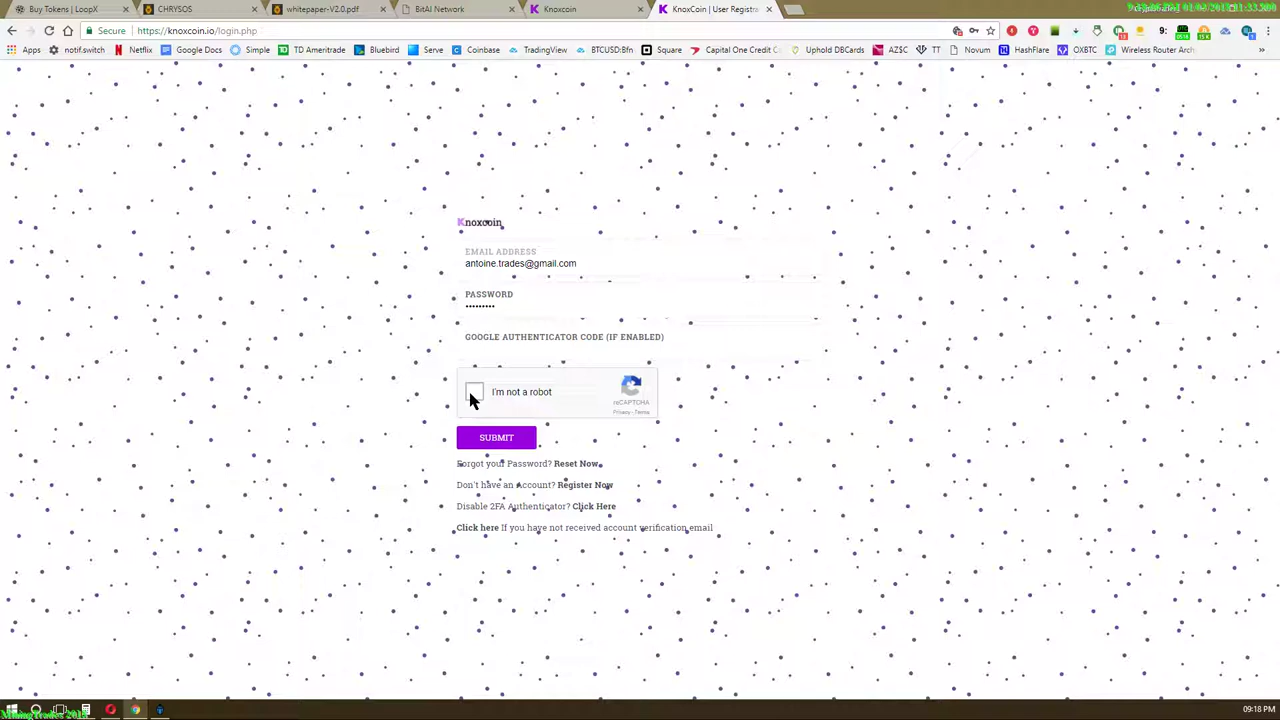 Buy Tokens | LoopX
CHRYSOS
whitepaper-V2.0.pdf
BitAI Network
Knoxcoin
KnoxCoin | User Registra
Secure
https://knoxcoin.io/login.php
Apps
notif.switch
Netflix
Google Docs
Simple
TD Ameritrade
Bluebird
Serve
TradingView
BTCUSD:Bfn
Square
Capital One Credit C
Uphold DBCards
AZ$C
TT
Novum
HashFlare
OXBTC
Wireless Router Arch
Knoxcoin
EMAIL ADDRESS
antoine.trades@gmail.com
PASSWORD
•••••••••
GOOGLE AUTHENTICATOR CODE (IF ENABLED)
I'm not a robot
reCAPTCHA
Privacy - Terms
SUBMIT
Forgot your Password? Reset Now
Don't have an Account? Register Now
Disable 2FA Authenticator? Click Here
Click here If you have not received account verification email
09:18 PM